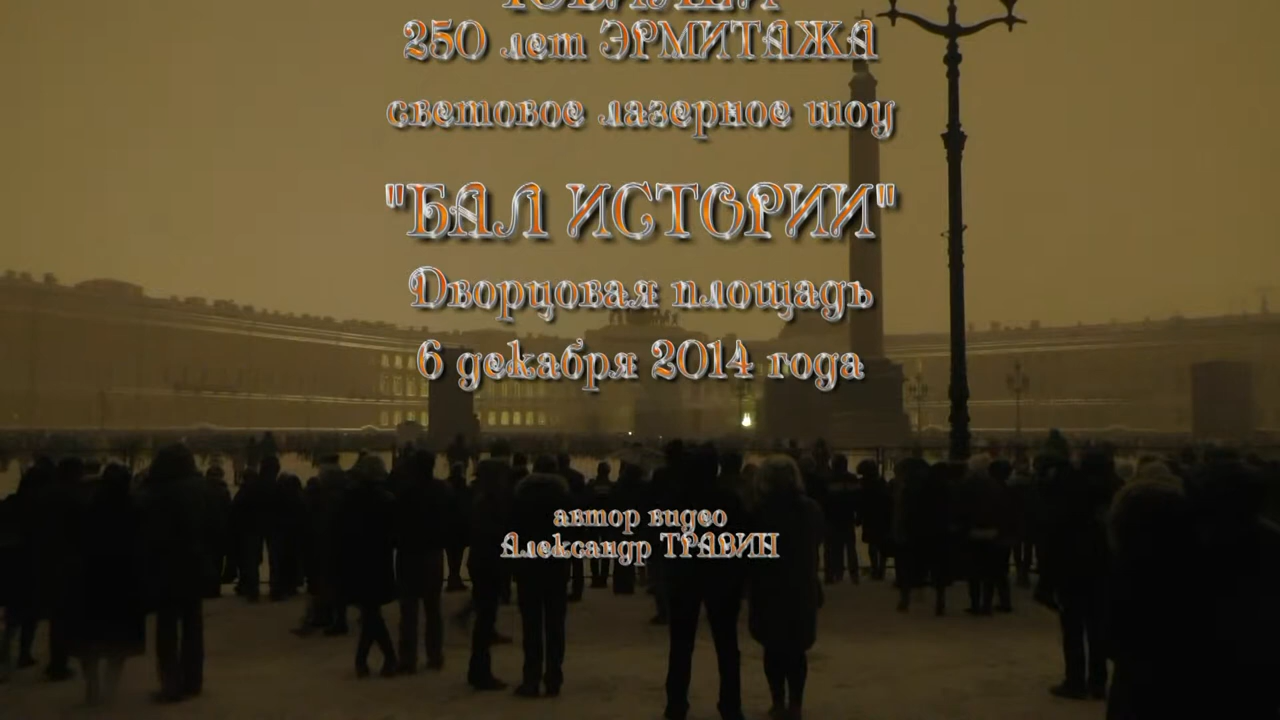 250 лет ЭРМИТАЖА
световое лазерное шоу
"БАЛ ИСТОРИИ"
Дворцовая площадь
6 декабря 2014 года
автор видео
Александр ТРАВИН